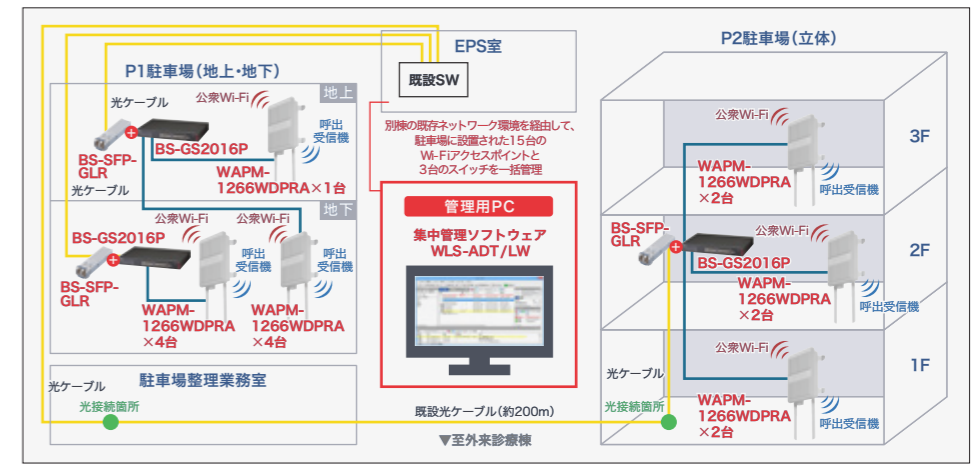 P1駐車場(地上・地下)
地上
光ケーブル
公衆Wi-Fi
呼出
受信機
BS-SFP-
GLR
BS-GS2016P
WAPM-
1266WDPRA×1台
光ケーブル
地下
公衆Wi-Fi
公衆Wi-Fi
BS-GS2016P
呼出
受信機
呼出
受信機
BS-SFP-
GLR
WAPM-
1266WDPRA
×4台
WAPM-
1266WDPRA
×4台
駐車場整理業務室
光ケーブル
光接続箇所
EPS室
既設SW
別棟の既存ネットワーク環境を経由して、
駐車場に設置された15台の
Wi-Fiアクセスポイントと
3台のスイッチを一括管理
管理用PC
集中管理ソフトウェア
WLS-ADT/LW
既設光ケーブル(約200m)
▼至外来診療棟
P2駐車場(立体)
公衆Wi-Fi
3F
WAPM-
1266WDPRA
×2台
呼出受信機
BS-SFP-
GLR
公衆Wi-Fi
2F
BS-GS2016P
WAPM-
1266WDPRA
×2台
呼出受信機
公衆Wi-Fi
1F
光ケーブル
光接続箇所
WAPM-
1266WDPRA
×2台
呼出受信機